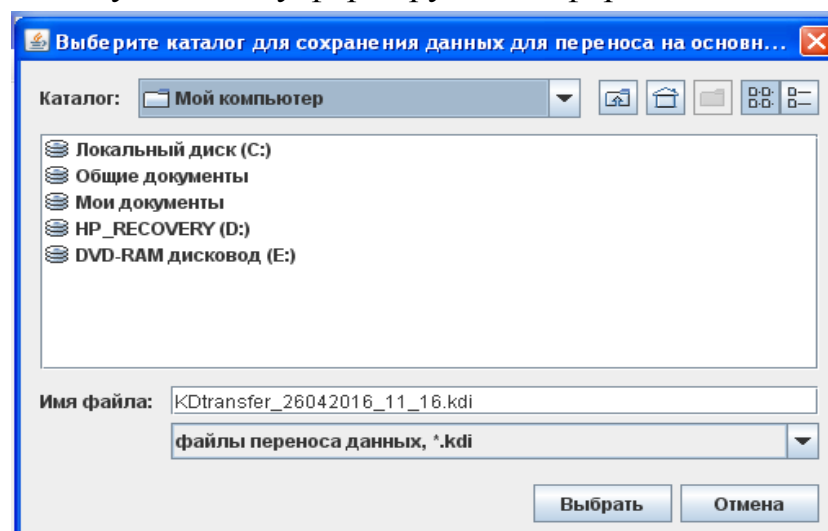 Выберите каталог для сохранения данных для переноса на основн...
Каталог: Мой компьютер
Локальный диск (C:)
Общие документы
Мои документы
HP_RECOVERY (D:)
DVD-RAM дисковод (E:)
Имя файла: KDtransfer_26042016_11_16.kdi
файлы переноса данных, *.kdi
Выбрать Отмена